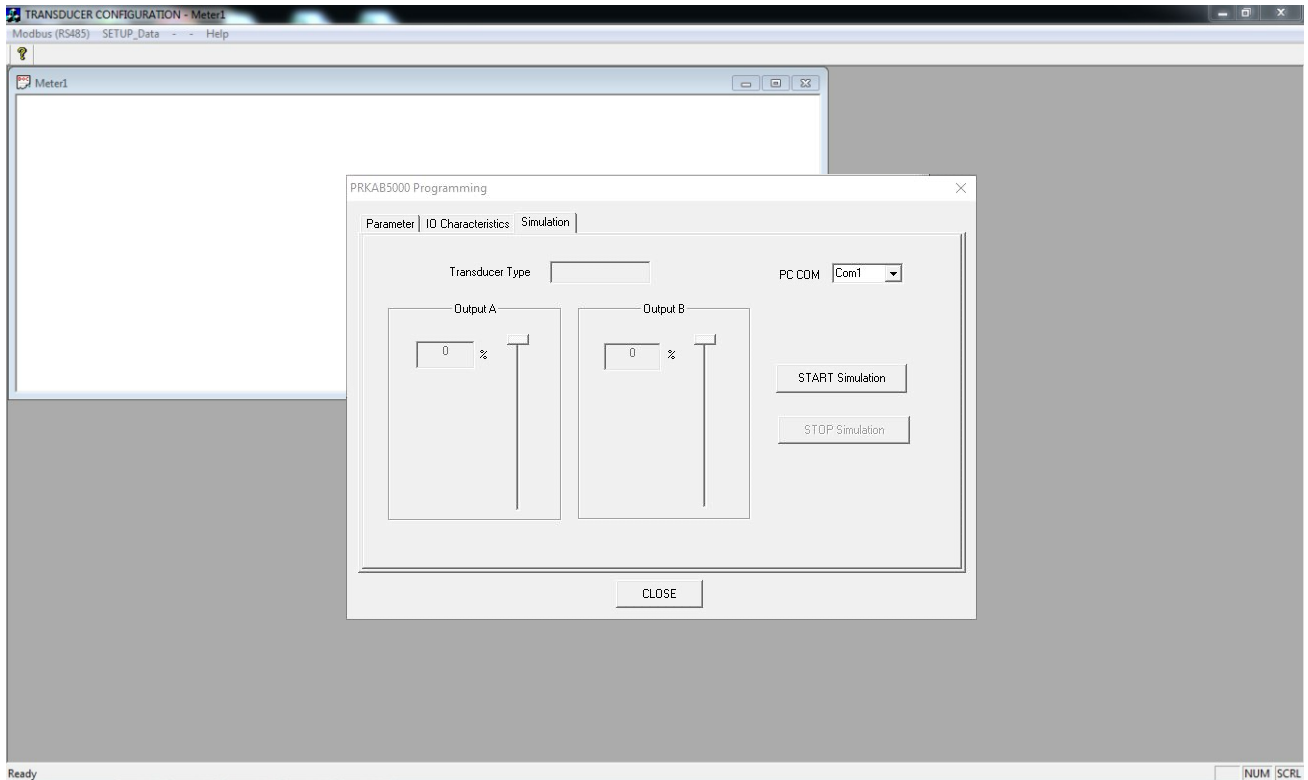 TRANSDUCER CONFIGURATION - Meter1
Modbus (RS485) SETUP_Data - - Help
?
Meter1
PRKAB5000 Programming
Parameter IO Characteristics Simulation
Transducer Type PC COM Com1
Output A Output B
0 % 0 %
START Simulation
STOP Simulation
CLOSE
Ready NUM SCRL